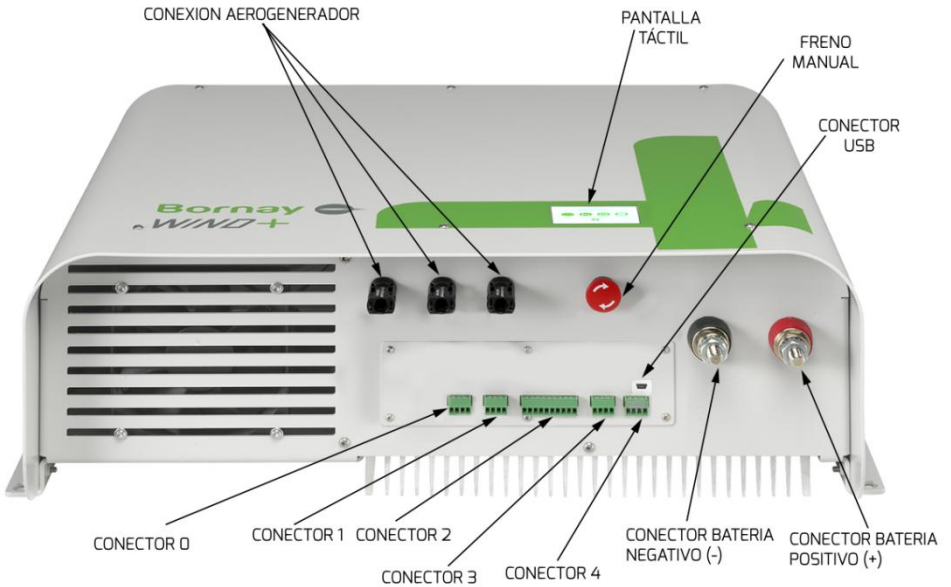 CONEXION AEROGENERADOR
PANTALLA
TÁCTIL
FRENO
MANUAL
CONECTOR
USB
Bornay
WIND+
CONECTOR 0
CONECTOR 1
CONECTOR 2
CONECTOR 3
CONECTOR 4
CONECTOR BATERIA
NEGATIVO (-)
CONECTOR BATERIA
POSITIVO (+)